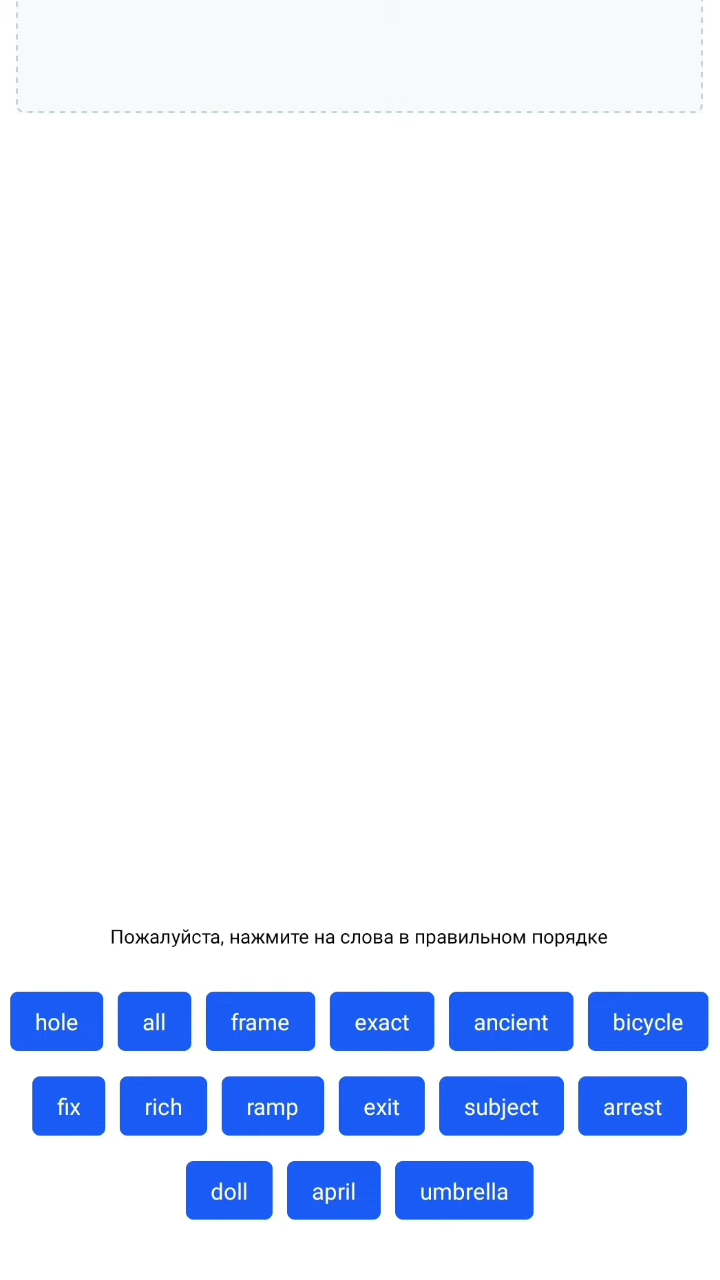 Пожалуйста, нажмите на слова в правильном порядке
hole all frame exact ancient bicycle
fix rich ramp exit subject arrest
doll april umbrella